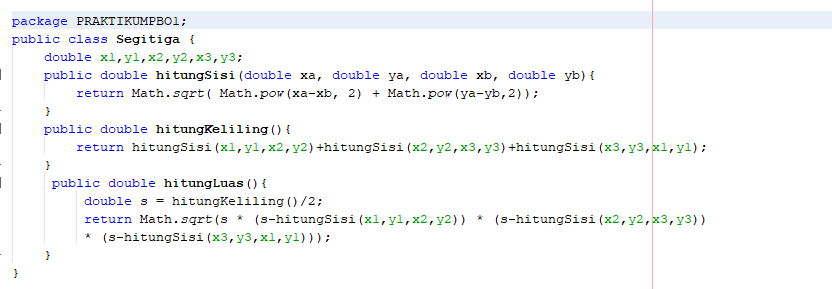 package PRAKTIKUMPBO1;
public class Segitiga {
    double x1,y1,x2,y2,x3,y3;
    public double hitungSisi(double xa, double ya, double xb, double yb){
        return Math.sqrt( Math.pow(xa-xb, 2) + Math.pow(ya-yb,2));
    }
    public double hitungKeliling(){
        return hitungSisi(x1,y1,x2,y2)+hitungSisi(x2,y2,x3,y3)+hitungSisi(x3,y3,x1,y1);
    }
     public double hitungLuas(){
         double s = hitungKeliling()/2;
         return Math.sqrt(s * (s-hitungSisi(x1,y1,x2,y2)) * (s-hitungSisi(x2,y2,x3,y3))
         * (s-hitungSisi(x3,y3,x1,y1)));
    }
}